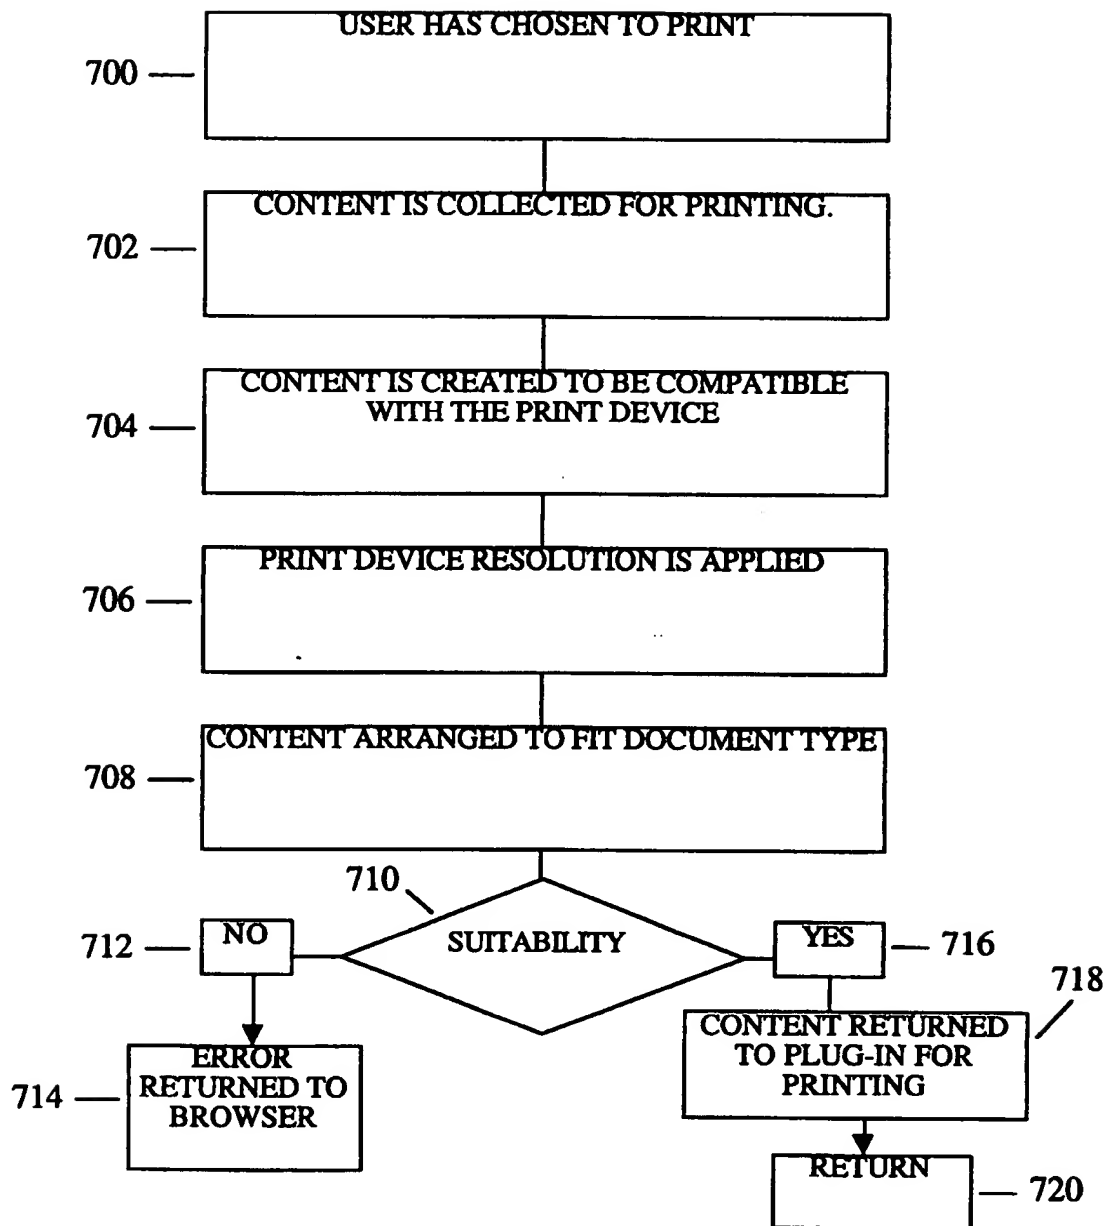 USER HAS CHOSEN TO PRINT
700
CONTENT IS COLLECTED FOR PRINTING.
702
CONTENT IS CREATED TO BE COMPATIBLE
WITH THE PRINT DEVICE
704
PRINT DEVICE RESOLUTION IS APPLIED
706
CONTENT ARRANGED TO FIT DOCUMENT TYPE
708
710
712
NO
SUITABILITY
YES
716
718
CONTENT RETURNED
TO PLUG-IN FOR
PRINTING
714
ERROR
RETURNED TO
BROWSER
RETURN
720